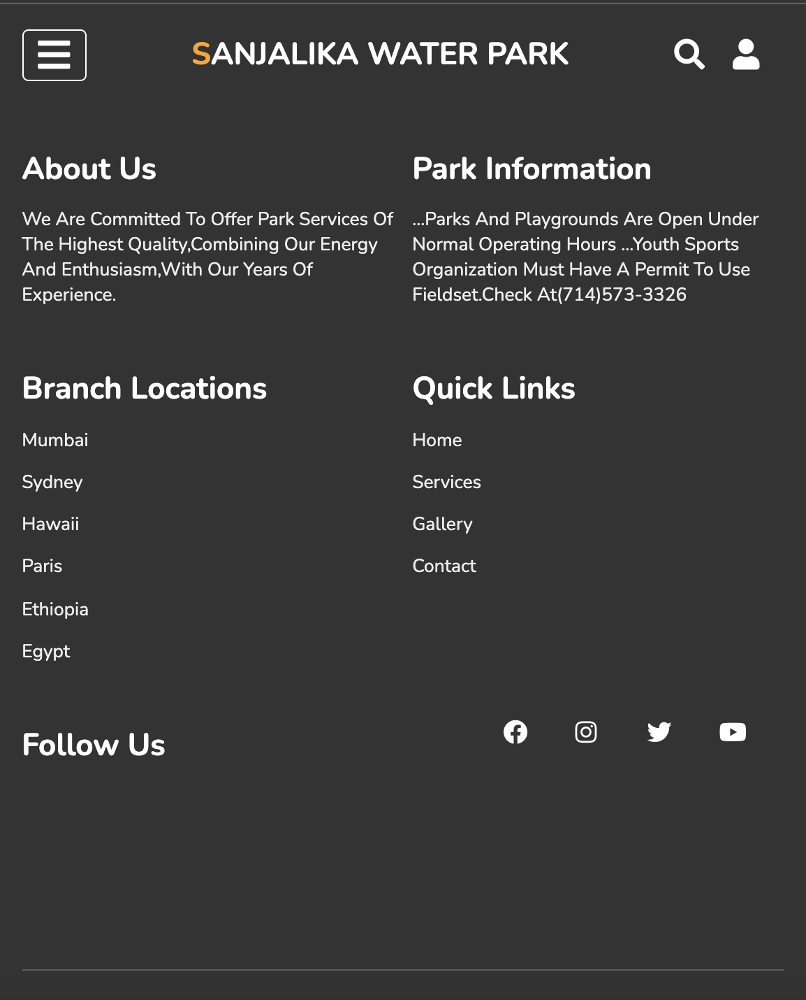 SANJALIKA WATER PARK
About Us
We Are Committed To Offer Park Services Of
The Highest Quality,Combining Our Energy
And Enthusiasm,With Our Years Of
Experience.
Park Information
...Parks And Playgrounds Are Open Under
Normal Operating Hours ...Youth Sports
Organization Must Have A Permit To Use
Fieldset.Check At(714)573-3326
Branch Locations
Mumbai
Sydney
Hawaii
Paris
Ethiopia
Egypt
Quick Links
Home
Services
Gallery
Contact
Follow Us